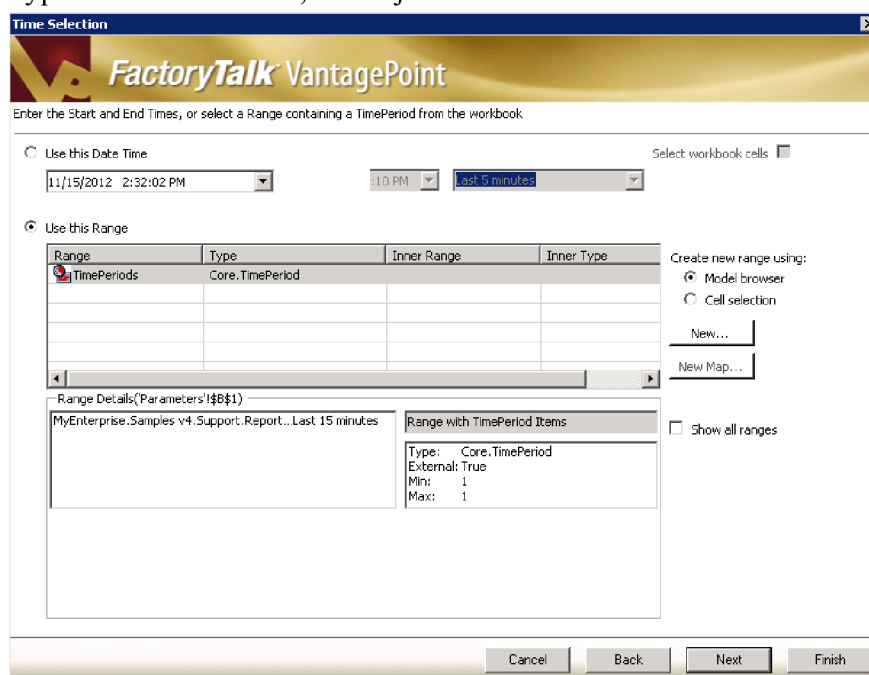 Time Selection
FactoryTalk VantagePoint
Enter the Start and End Times, or select a Range containing a TimePeriod from the workbook
Use this Date Time
Select workbook cells
11/15/2012 2:32:02 PM
:10 PM
Last 5 minutes
Use this Range
Range Type Inner Range Inner Type
TimePeriods Core.TimePeriod
Create new range using:
Model browser
Cell selection
New...
New Map...
Range Details('Parameters'!$B$1)
MyEnterprise.Samples v4.Support.Report...Last 15 minutes
Range with TimePeriod Items
Type: Core.TimePeriod
External: True
Min: 1
Max: 1
Show all ranges
Cancel Back Next Finish